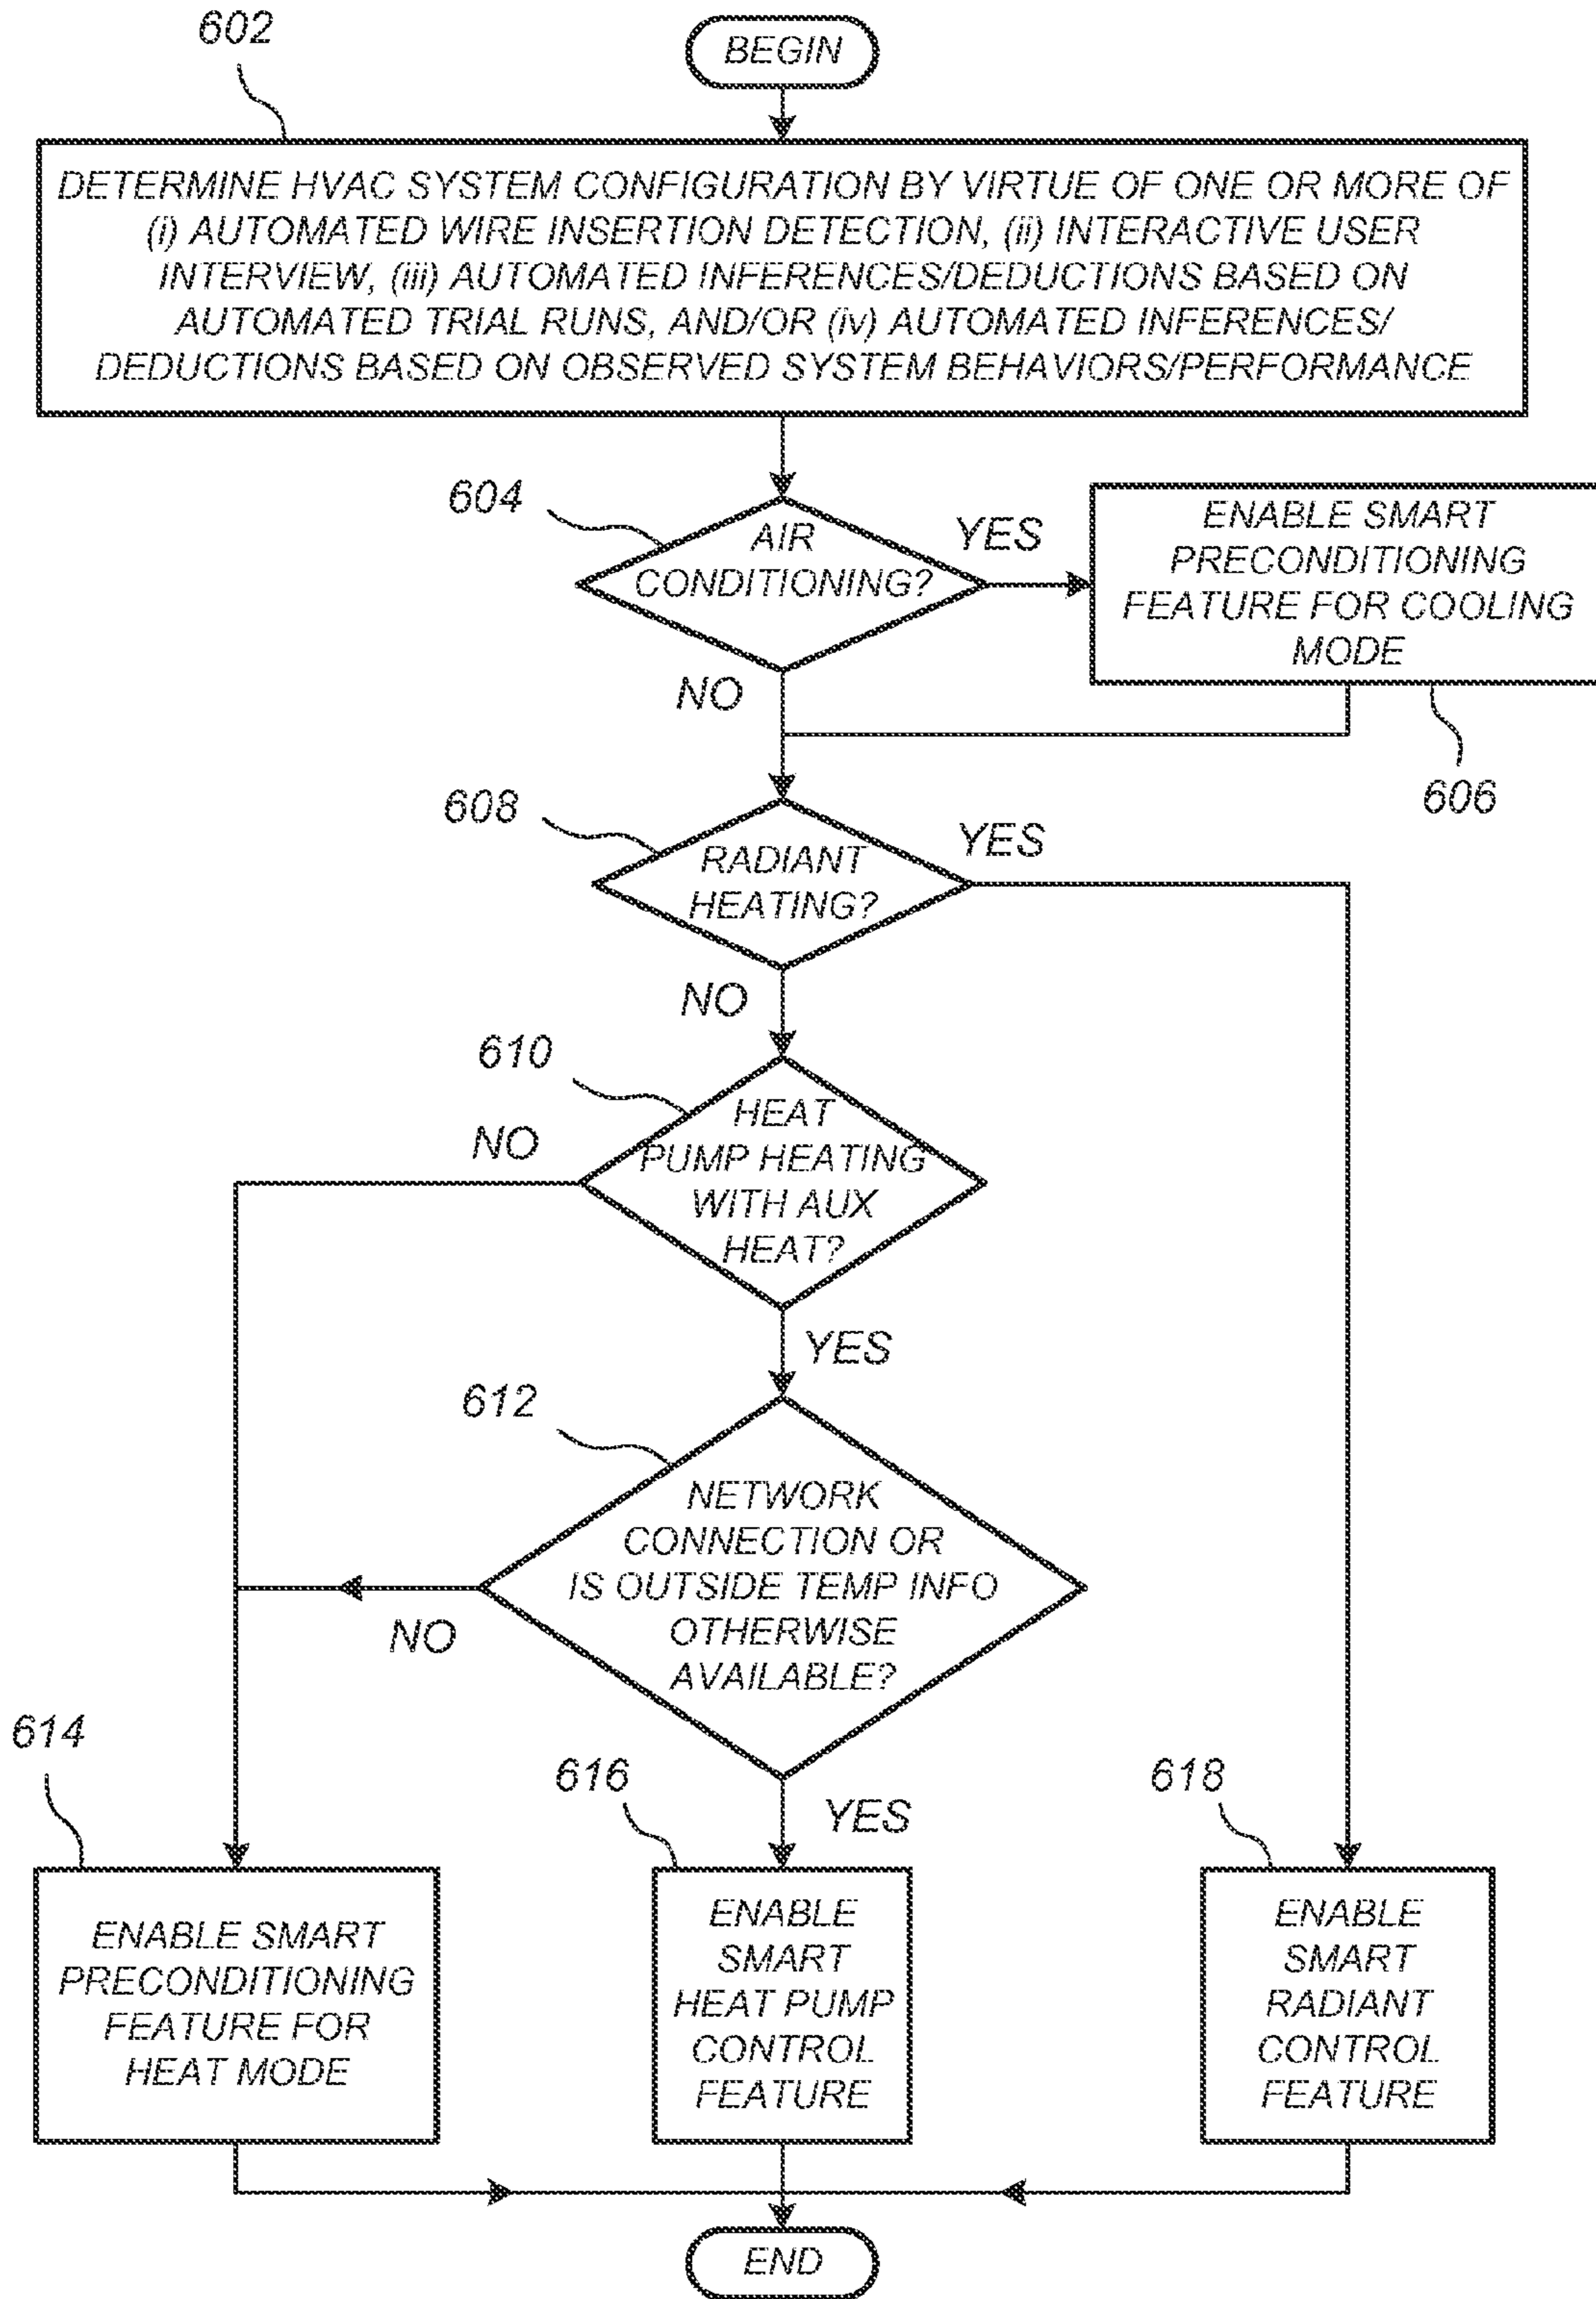 602
BEGIN
DETERMINE HVAC SYSTEM CONFIGURATION BY VIRTUE OF ONE OR MORE OF
(i) AUTOMATED WIRE INSERTION DETECTION, (ii) INTERACTIVE USER
INTERVIEW, (iii) AUTOMATED INFERENCES/DEDUCTIONS BASED ON
AUTOMATED TRIAL RUNS, AND/OR (iv) AUTOMATED INFERENCES/
DEDUCTIONS BASED ON OBSERVED SYSTEM BEHAVIORS/PERFORMANCE
604
AIR
CONDITIONING?
YES
NO
ENABLE SMART
PRECONDITIONING
FEATURE FOR COOLING
MODE
606
608
RADIANT
HEATING?
YES
NO
610
HEAT
PUMP HEATING
WITH AUX
HEAT?
NO
YES
612
NETWORK
CONNECTION OR
IS OUTSIDE TEMP INFO
OTHERWISE
AVAILABLE?
NO
YES
614
ENABLE SMART
PRECONDITIONING
FEATURE FOR
HEAT MODE
616
ENABLE
SMART
HEAT PUMP
CONTROL
FEATURE
618
ENABLE
SMART
RADIANT
CONTROL
FEATURE
END